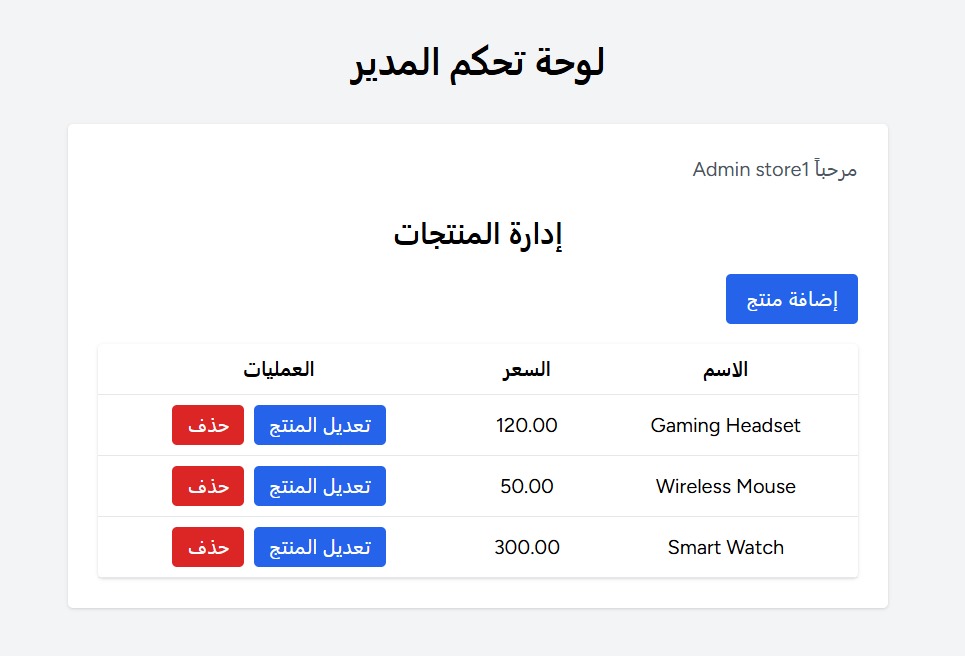 لوحة تحكم المدير
مرحباً Admin store1
إدارة المنتجات
إضافة منتج
الاسم السعر العمليات
Gaming Headset 120.00 تعديل المنتج حذف
Wireless Mouse 50.00 تعديل المنتج حذف
Smart Watch 300.00 تعديل المنتج حذف